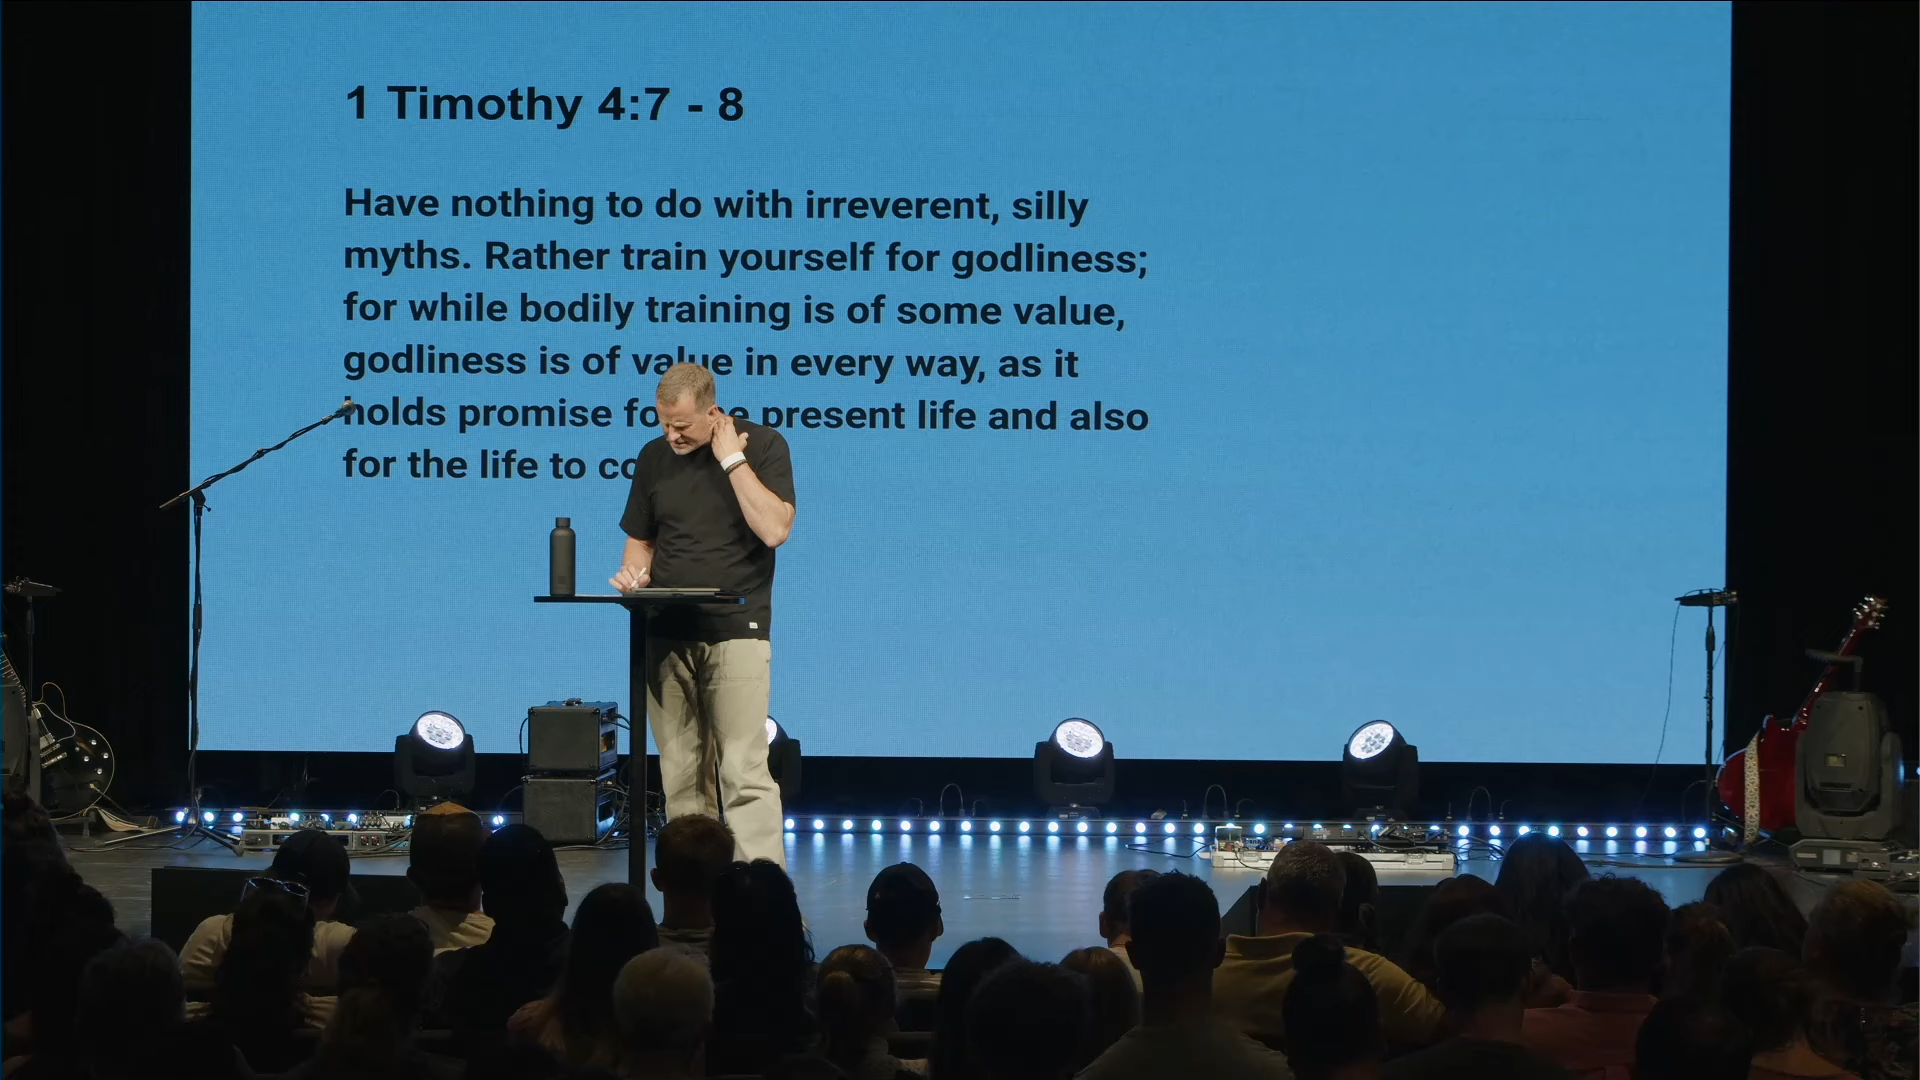 1 Timothy 4:7 - 8
Have nothing to do with irreverent, silly
myths. Rather train yourself for godliness;
for while bodily training is of some value,
godliness is of value in every way, as it
holds promise present life and also
for the life to